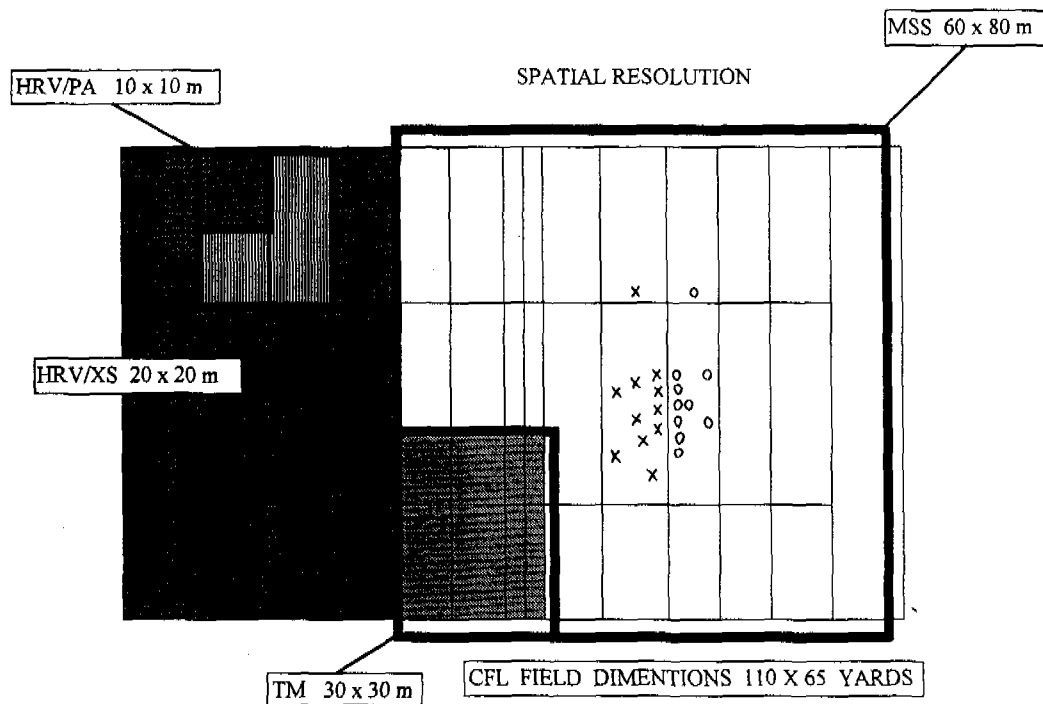 MSS 60 x 80 m
SPATIAL RESOLUTION
HRV/PA 10 x 10 m
HRV/XS 20 x 20 m
TM 30 x 30 m
CFL FIELD DIMENTIONS 110 X 65 YARDS